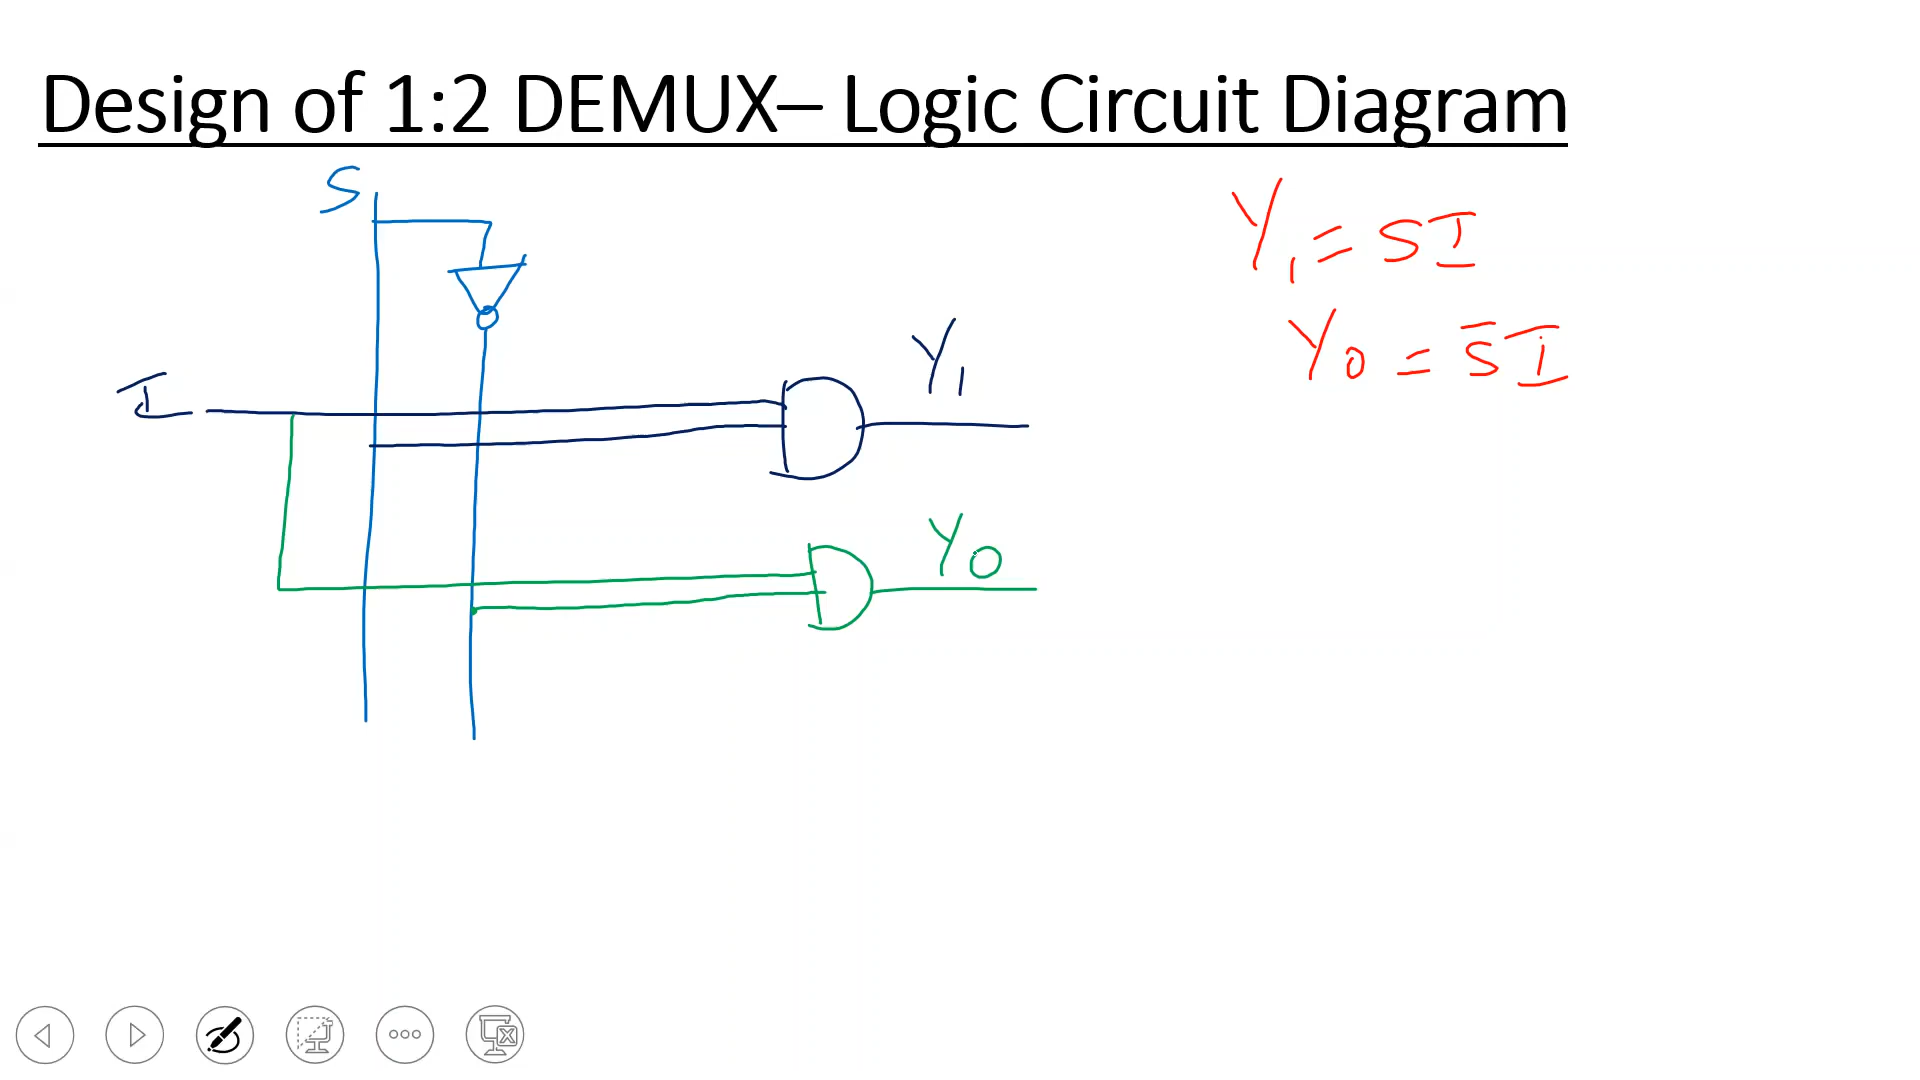 Design of 1:2 DEMUX– Logic Circuit Diagram
S
Y₁ = SI
Y₀ = S̅I
I
Y₁
Y₀